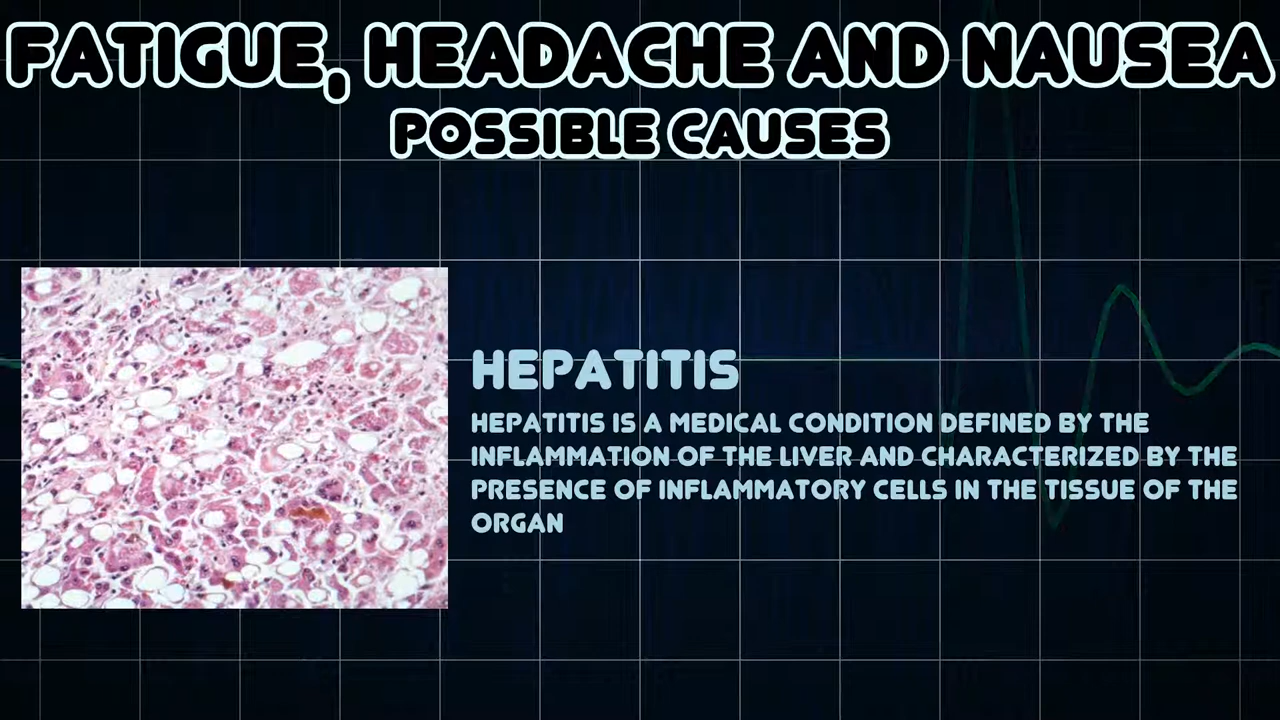 FATIGUE, HEADACHE AND NAUSEA
POSSIBLE CAUSES
HEPATITIS
HEPATITIS IS A MEDICAL CONDITION DEFINED BY THE
INFLAMMATION OF THE LIVER AND CHARACTERIZED BY THE
PRESENCE OF INFLAMMATORY CELLS IN THE TISSUE OF THE
ORGAN